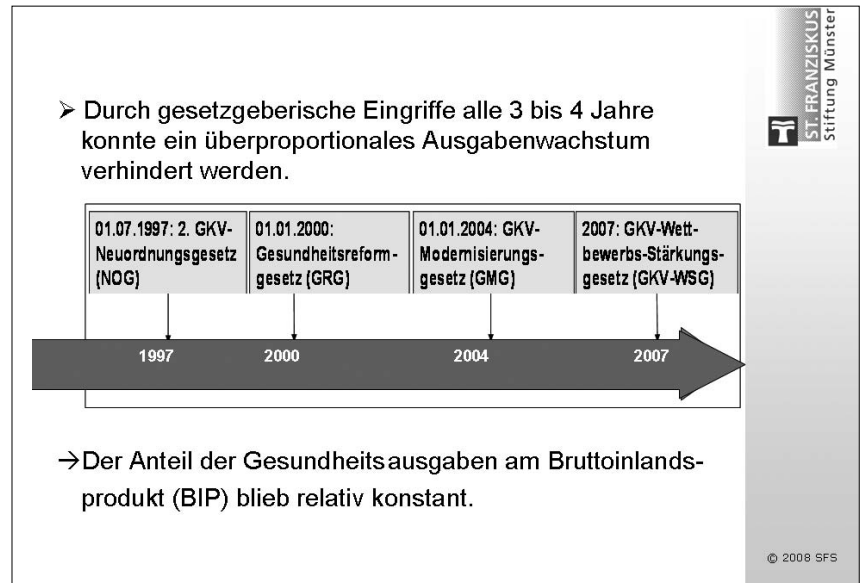 ST. FRANZISKUS
Stiftung Münster
➢ Durch gesetzgeberische Eingriffe alle 3 bis 4 Jahre
konnte ein überproportionales Ausgabenwachstum
verhindert werden.
01.07.1997: 2. GKV-
Neuordnungsgesetz
(NOG)
01.01.2000:
Gesundheitsreform-
gesetz (GRG)
01.01.2004: GKV-
Modernisierungs-
gesetz (GMG)
2007: GKV-Wett-
bewerbs-Stärkungs-
gesetz (GKV-WSG)
1997 2000 2004 2007
→Der Anteil der Gesundheitsausgaben am Bruttoinlands-
produkt (BIP) blieb relativ konstant.
© 2008 SFS